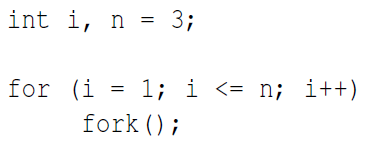 int i, n = 3;
for (i = 1; i <= n; i++)
fork();